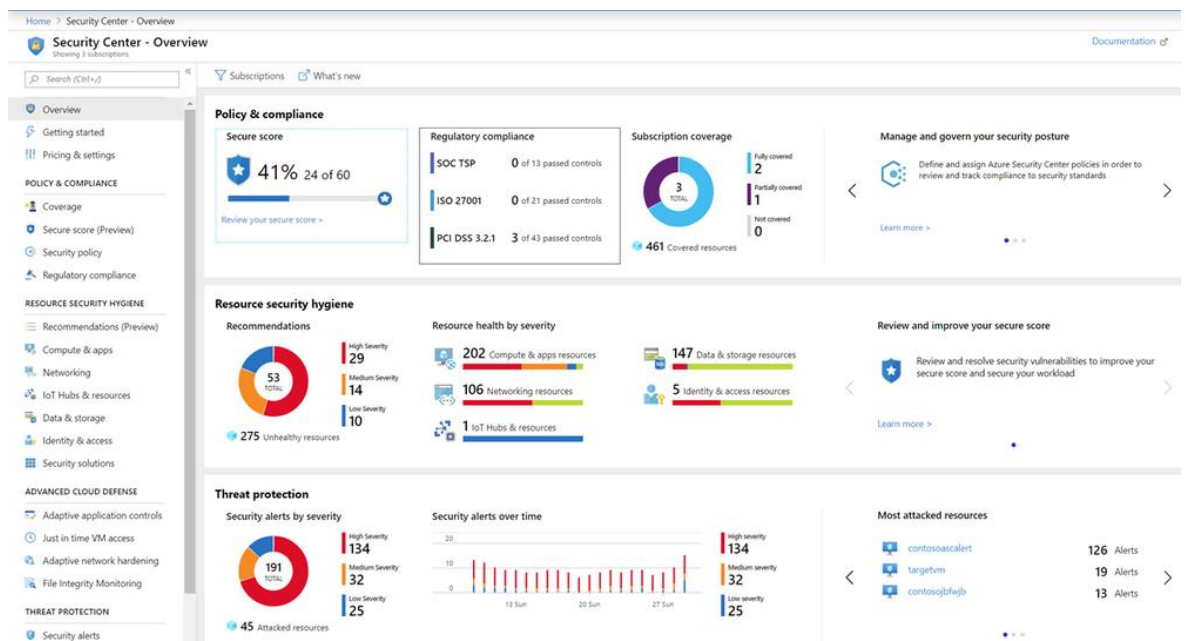 Home > Security Center - Overview
Security Center - Overview
Showing 3 subscriptions
Documentation
Search (Ctrl+/)
«
Subscriptions
What's new
Overview
Getting started
Pricing & settings
POLICY & COMPLIANCE
Coverage
Secure score (Preview)
Security policy
Regulatory compliance
RESOURCE SECURITY HYGIENE
Recommendations (Preview)
Compute & apps
Networking
IoT Hubs & resources
Data & storage
Identity & access
Security solutions
ADVANCED CLOUD DEFENSE
Adaptive application controls
Just in time VM access
Adaptive network hardening
File Integrity Monitoring
THREAT PROTECTION
Security alerts
Policy & compliance
Secure score
41% 24 of 60
Review your secure score >
Regulatory compliance
SOC TSP 0 of 13 passed controls
ISO 27001 0 of 21 passed controls
PCI DSS 3.2.1 3 of 43 passed controls
Subscription coverage
3
TOTAL
Fully covered
2
Partially covered
1
Not covered
0
461 Covered resources
Manage and govern your security posture
Define and assign Azure Security Center policies in order to
review and track compliance to security standards
Learn more >
Resource security hygiene
Recommendations
53
TOTAL
High Severity
29
Medium Severity
14
Low Severity
10
275 Unhealthy resources
Resource health by severity
202 Compute & apps resources
147 Data & storage resources
106 Networking resources
5 Identity & access resources
1 IoT Hubs & resources
Review and improve your secure score
Review and resolve security vulnerabilities to improve your
secure score and secure your workload
Learn more >
Threat protection
Security alerts by severity
191
TOTAL
High Severity
134
Medium Severity
32
Low Severity
25
45 Attacked resources
Security alerts over time
20
10
0
13 Sun 20 Sun 27 Sun
High severity
134
Medium severity
32
Low severity
25
Most attacked resources
contosoascalert 126 Alerts
targetvm 19 Alerts
contosojbfwjb 13 Alerts